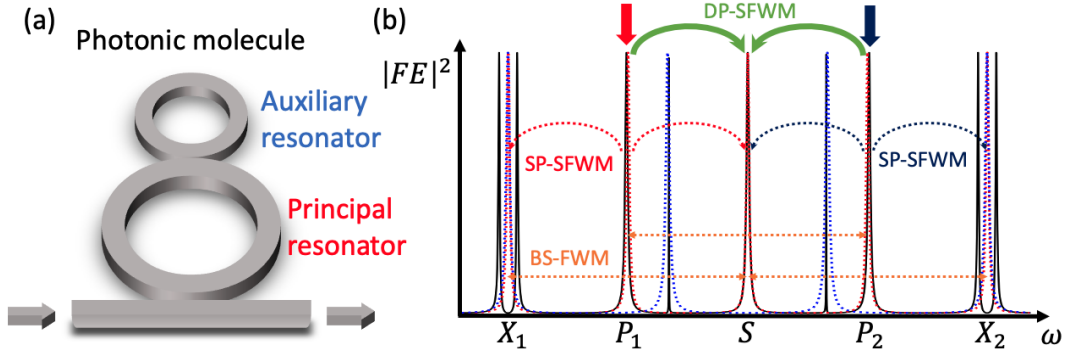 (a)
Photonic molecule
Auxiliary
resonator
Principal
resonator
(b)
DP-SFWM
|FE|²
SP-SFWM
SP-SFWM
BS-FWM
X₁ P₁ S P₂ X₂ ω